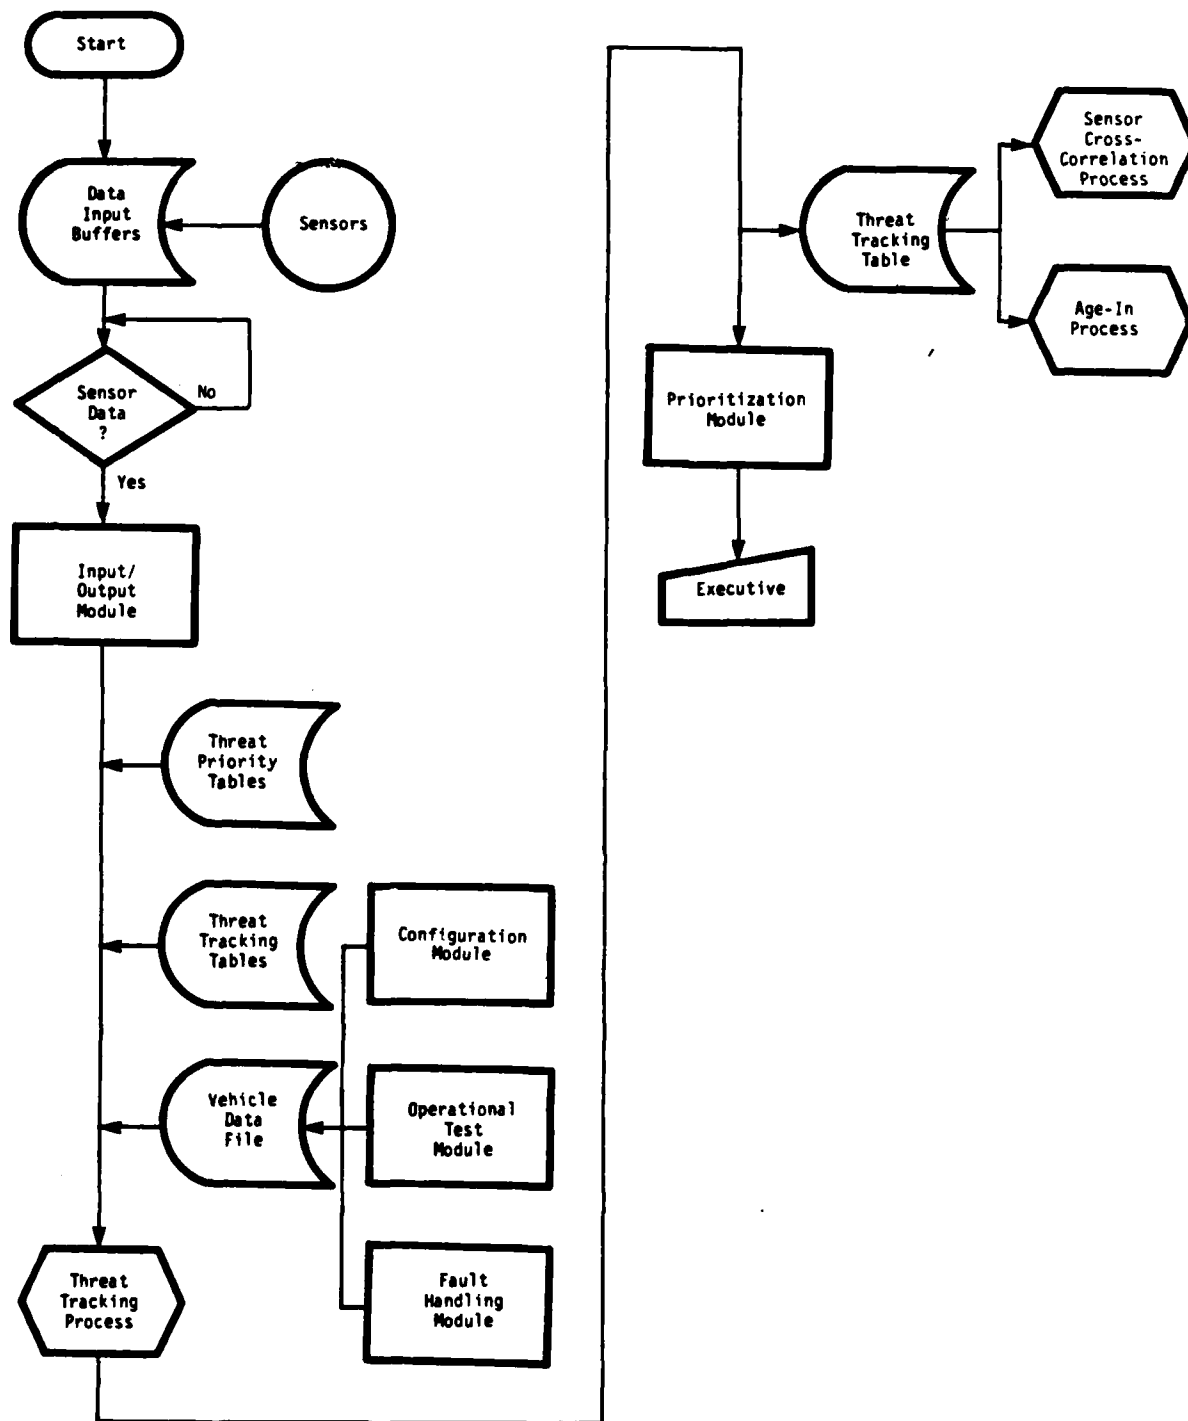 Start
Data
Input
Buffers
Sensors
Sensor
Data
?
No
Yes
Input/
Output
Module
Threat
Priority
Tables
Threat
Tracking
Tables
Configuration
Module
Vehicle
Data
File
Operational
Test
Module
Threat
Tracking
Process
Fault
Handling
Module
Threat
Tracking
Table
Sensor
Cross-
Correlation
Process
Age-In
Process
Prioritization
Module
Executive